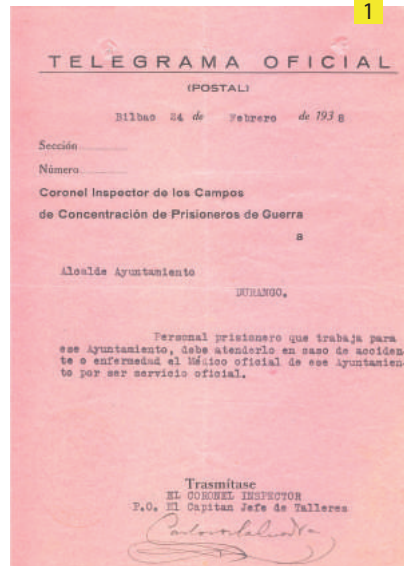 1
TELEGRAMA OFICIAL
(POSTAL)
Bilbao 24 de Febrero de 1938
Sección
Número
Coronel Inspector de los Campos
de Concentración de Prisioneros de Guerra
a
Alcalde Ayuntamiento
DURANGO.
Personal prisionero que trabaja para
ese Ayuntamiento, debe atenderlo en caso de acciden-
te o enfermedad el Médico oficial de ese Ayuntamien-
to por ser servicio oficial.
Trasmítase
EL CORONEL INSPECTOR
P.O. El Capitan Jefe de Talleres